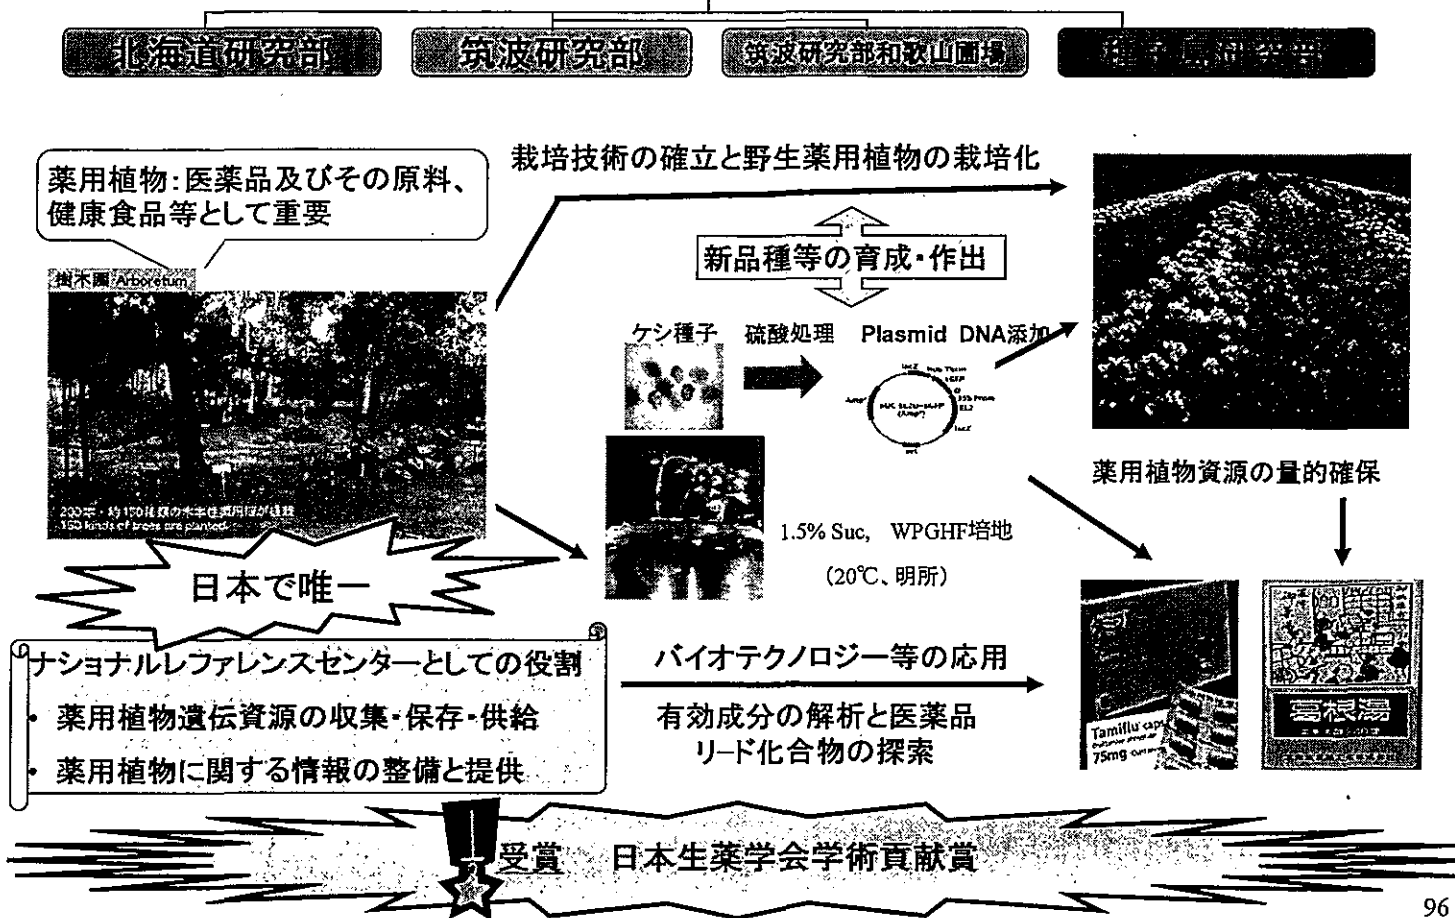 北海道研究部
筑波研究部
筑波研究部和歌山圃場
薬用植物:医薬品及びその原料、
健康食品等として重要
栽培技術の確立と野生薬用植物の栽培化
新品種等の育成・作出
樹木園 Arboretum
ケシ種子
硫酸処理
Plasmid DNA添加
1.5% Suc, WPGHF培地
(20℃、明所)
薬用植物資源の量的確保
150 kinds of trees are planted.
日本で唯一
ナショナルレファレンスセンターとしての役割
・ 薬用植物遺伝資源の収集・保存・供給
・ 薬用植物に関する情報の整備と提供
バイオテクノロジー等の応用
有効成分の解析と医薬品
リード化合物の探索
Tamiflu caps
75mg
葛根湯
受賞 日本生薬学会学術貢献賞
96